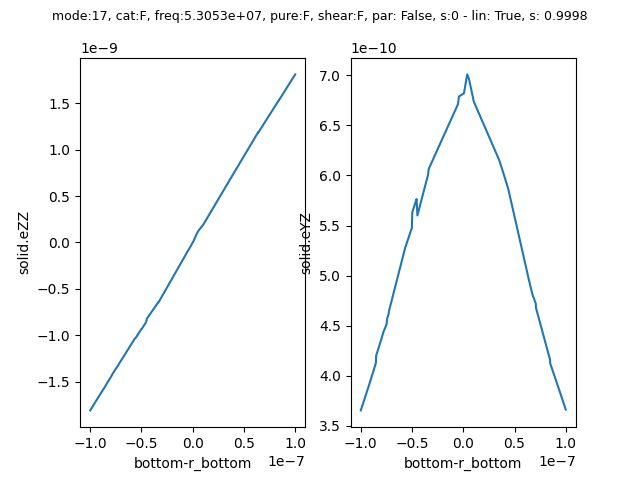 mode:17, cat:F, freq:5.3053e+07, pure:F, shear:F, par: False, s:0 - lin: True, s: 0.9998
1e−9
1.5
1.0
0.5
0.0
−0.5
−1.0
−1.5
solid.eZZ
−1.0 −0.5 0.0 0.5 1.0
bottom-r_bottom 1e−7
1e−10
7.0
6.5
6.0
5.5
5.0
4.5
4.0
3.5
solid.eYZ
−1.0 −0.5 0.0 0.5 1.0
bottom-r_bottom 1e−7